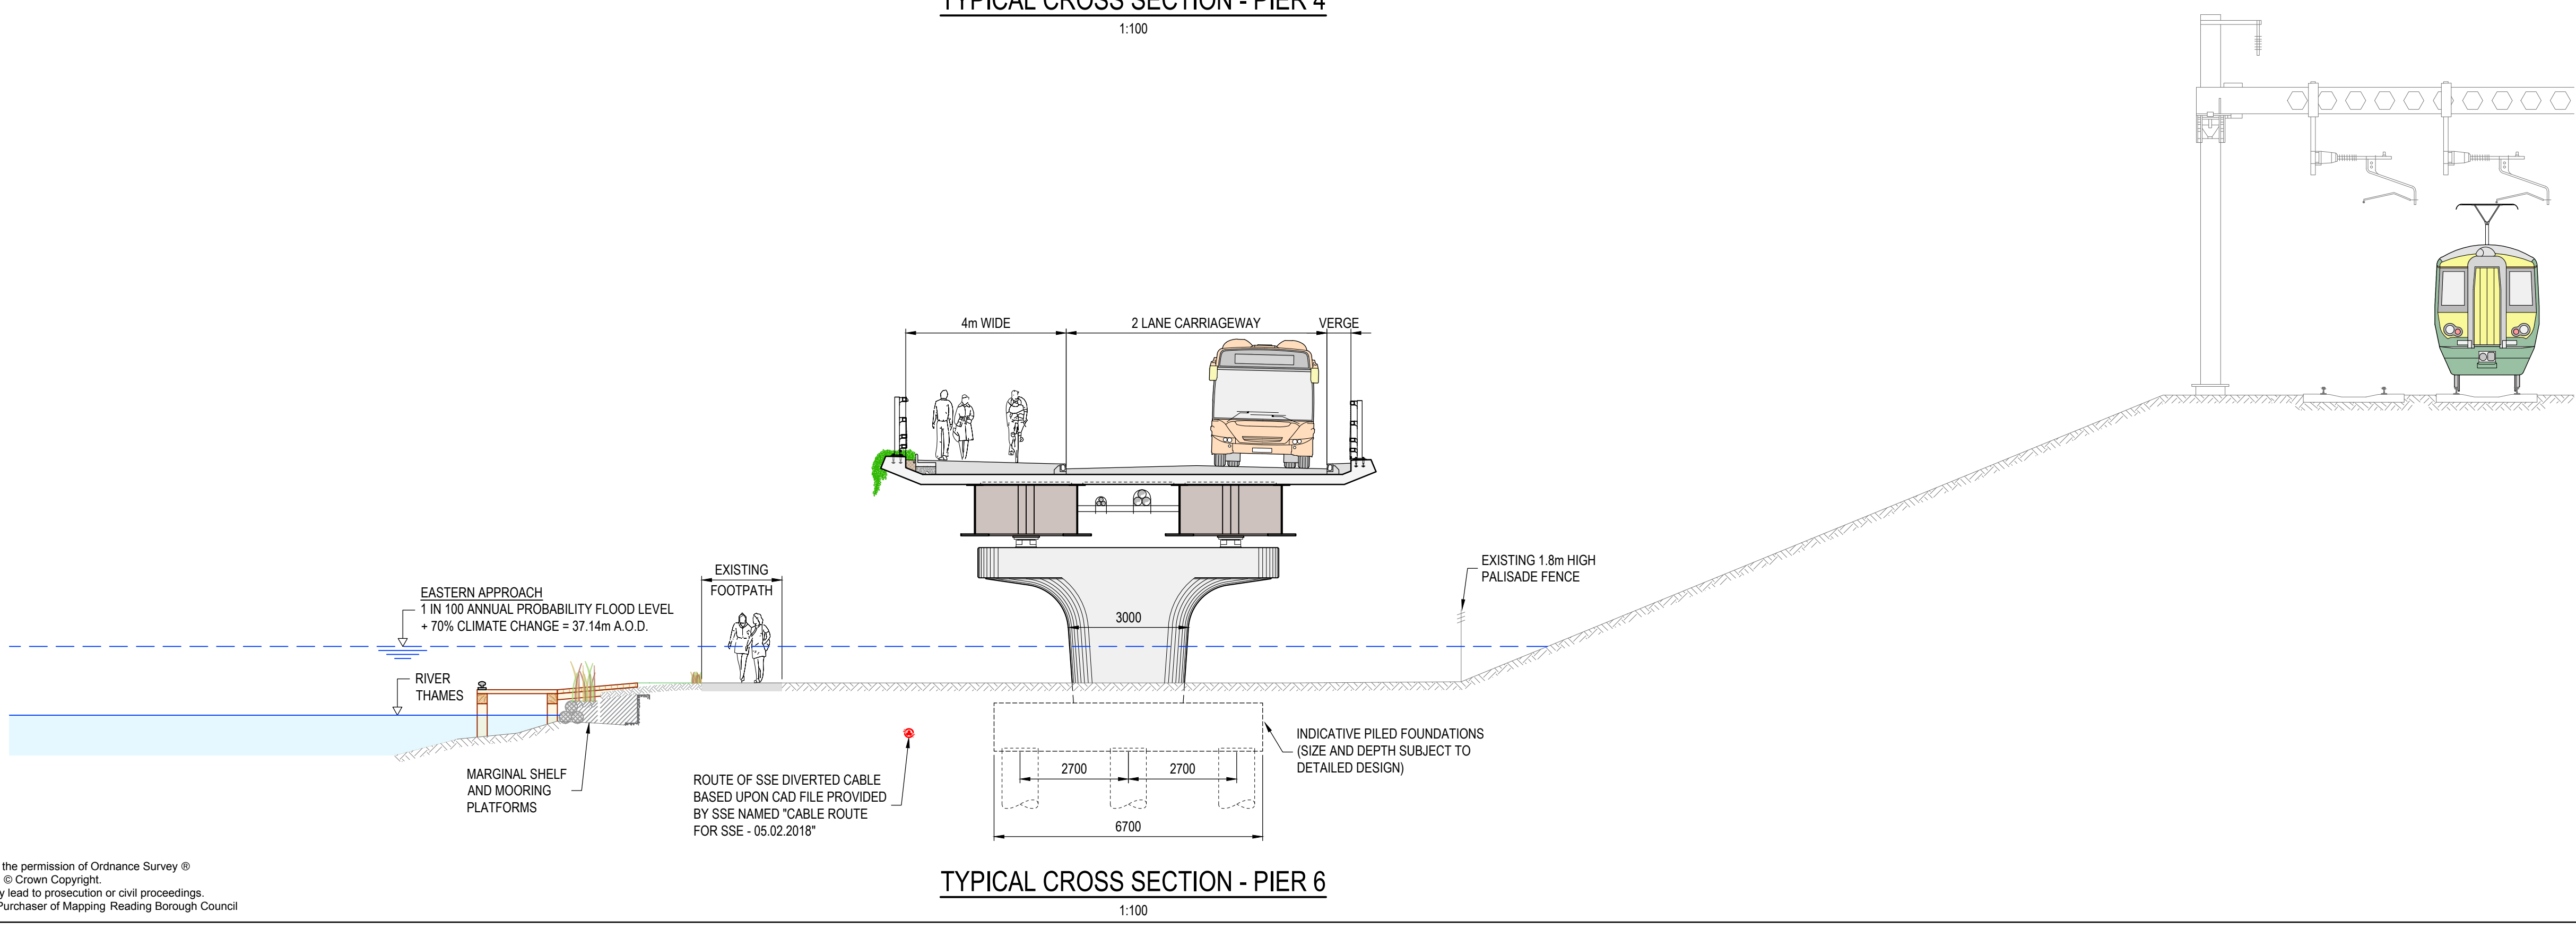 TYPICAL CROSS SECTION - PIER 4
1:100
4m WIDE
2 LANE CARRIAGEWAY
VERGE
EXISTING
FOOTPATH
EASTERN APPROACH
1 IN 100 ANNUAL PROBABILITY FLOOD LEVEL
+ 70% CLIMATE CHANGE = 37.14m A.O.D.
RIVER
THAMES
3000
EXISTING 1.8m HIGH
PALISADE FENCE
MARGINAL SHELF
AND MOORING
PLATFORMS
ROUTE OF SSE DIVERTED CABLE
BASED UPON CAD FILE PROVIDED
BY SSE NAMED "CABLE ROUTE
FOR SSE - 05.02.2018"
2700
2700
6700
INDICATIVE PILED FOUNDATIONS
(SIZE AND DEPTH SUBJECT TO
DETAILED DESIGN)
the permission of Ordnance Survey ®
© Crown Copyright.
y lead to prosecution or civil proceedings.
Purchaser of Mapping Reading Borough Council
TYPICAL CROSS SECTION - PIER 6
1:100